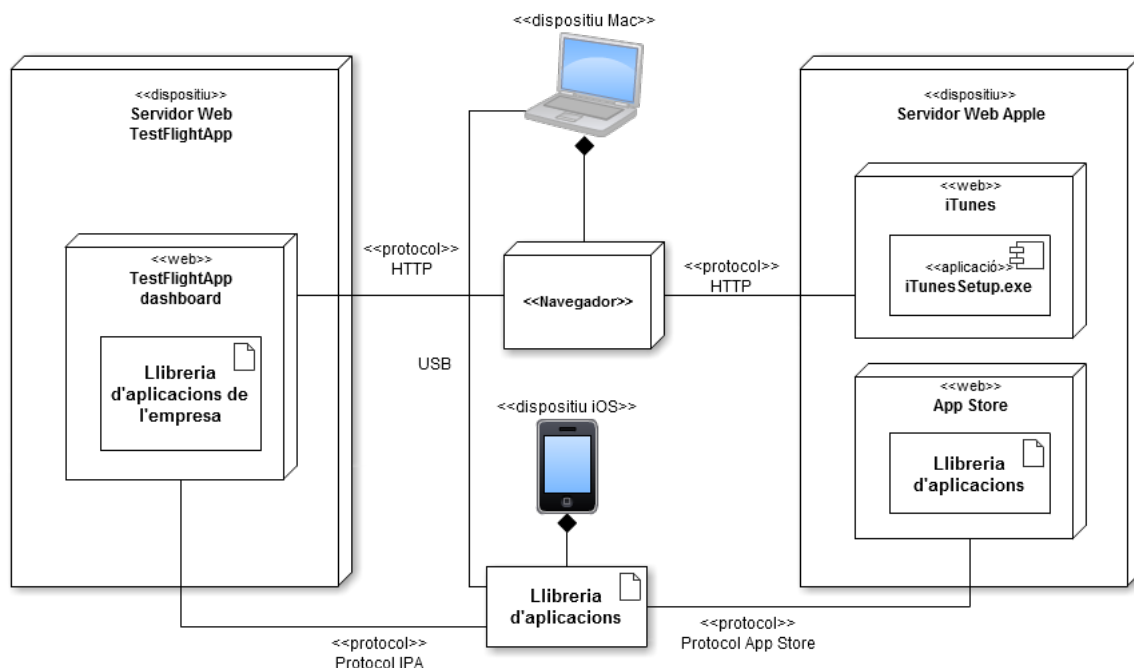 <<dispositiu Mac>>
<<dispositiu>>
Servidor Web
TestFlightApp
<<web>>
TestFlightApp
dashboard
Llibreria
d'aplicacions de
l'empresa
<<protocol>>
HTTP
<<Navegador>>
<<protocol>>
HTTP
USB
<<dispositiu iOS>>
Llibreria
d'aplicacions
<<protocol>>
Protocol IPA
<<protocol>>
Protocol App Store
<<dispositiu>>
Servidor Web Apple
<<web>>
iTunes
<<aplicació>>
iTunesSetup.exe
<<web>>
App Store
Llibreria
d'aplicacions